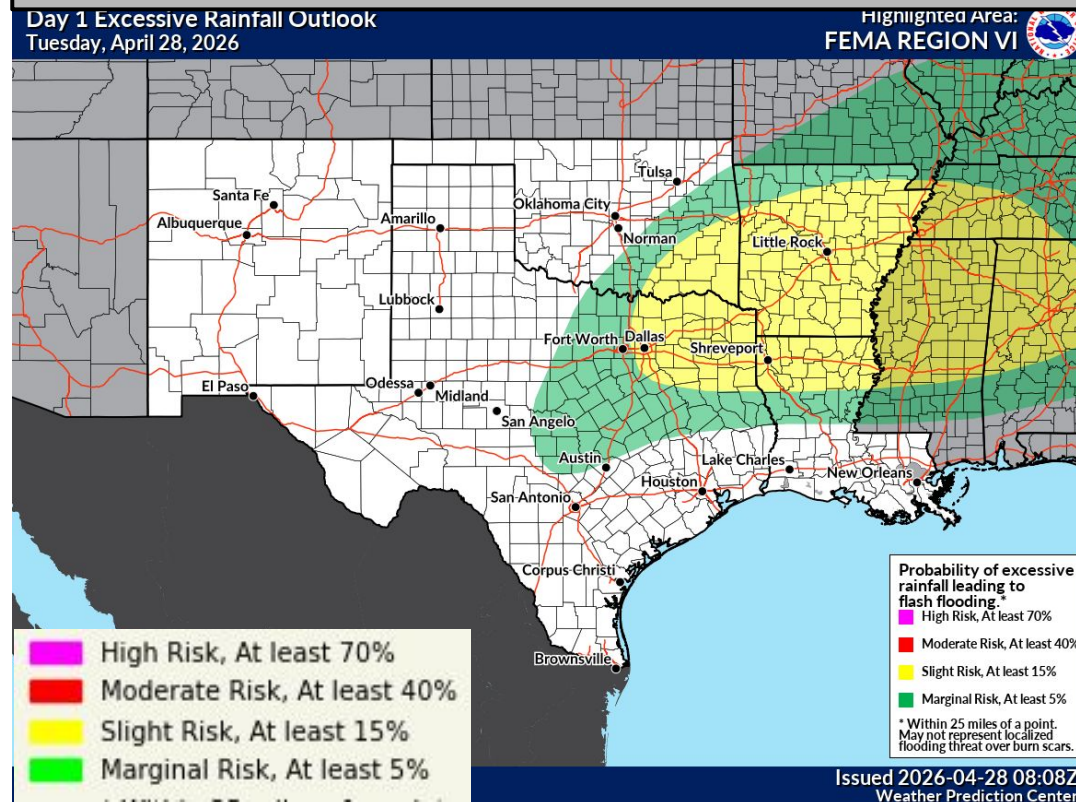 Day 1 Excessive Rainfall Outlook
Tuesday, April 28, 2026
Highlighted Area:
FEMA REGION VI
Tulsa
Santa Fe
Oklahoma City
Albuquerque
Amarillo
Norman
Little Rock
Lubbock
Fort Worth
Dallas
Shreveport
El Paso
Odessa
Midland
San Angelo
Austin
Lake Charles
New Orleans
Houston
San Antonio
Corpus Christi
Brownsville
Probability of excessive
rainfall leading to
flash flooding.*
High Risk, At least 70%
Moderate Risk, At least 40%
Slight Risk, At least 15%
Marginal Risk, At least 5%
* Within 25 miles of a point.
May not represent localized
flooding threat over burn scars.
High Risk, At least 70%
Moderate Risk, At least 40%
Slight Risk, At least 15%
Marginal Risk, At least 5%
Issued 2026-04-28 08:08Z
Weather Prediction Center